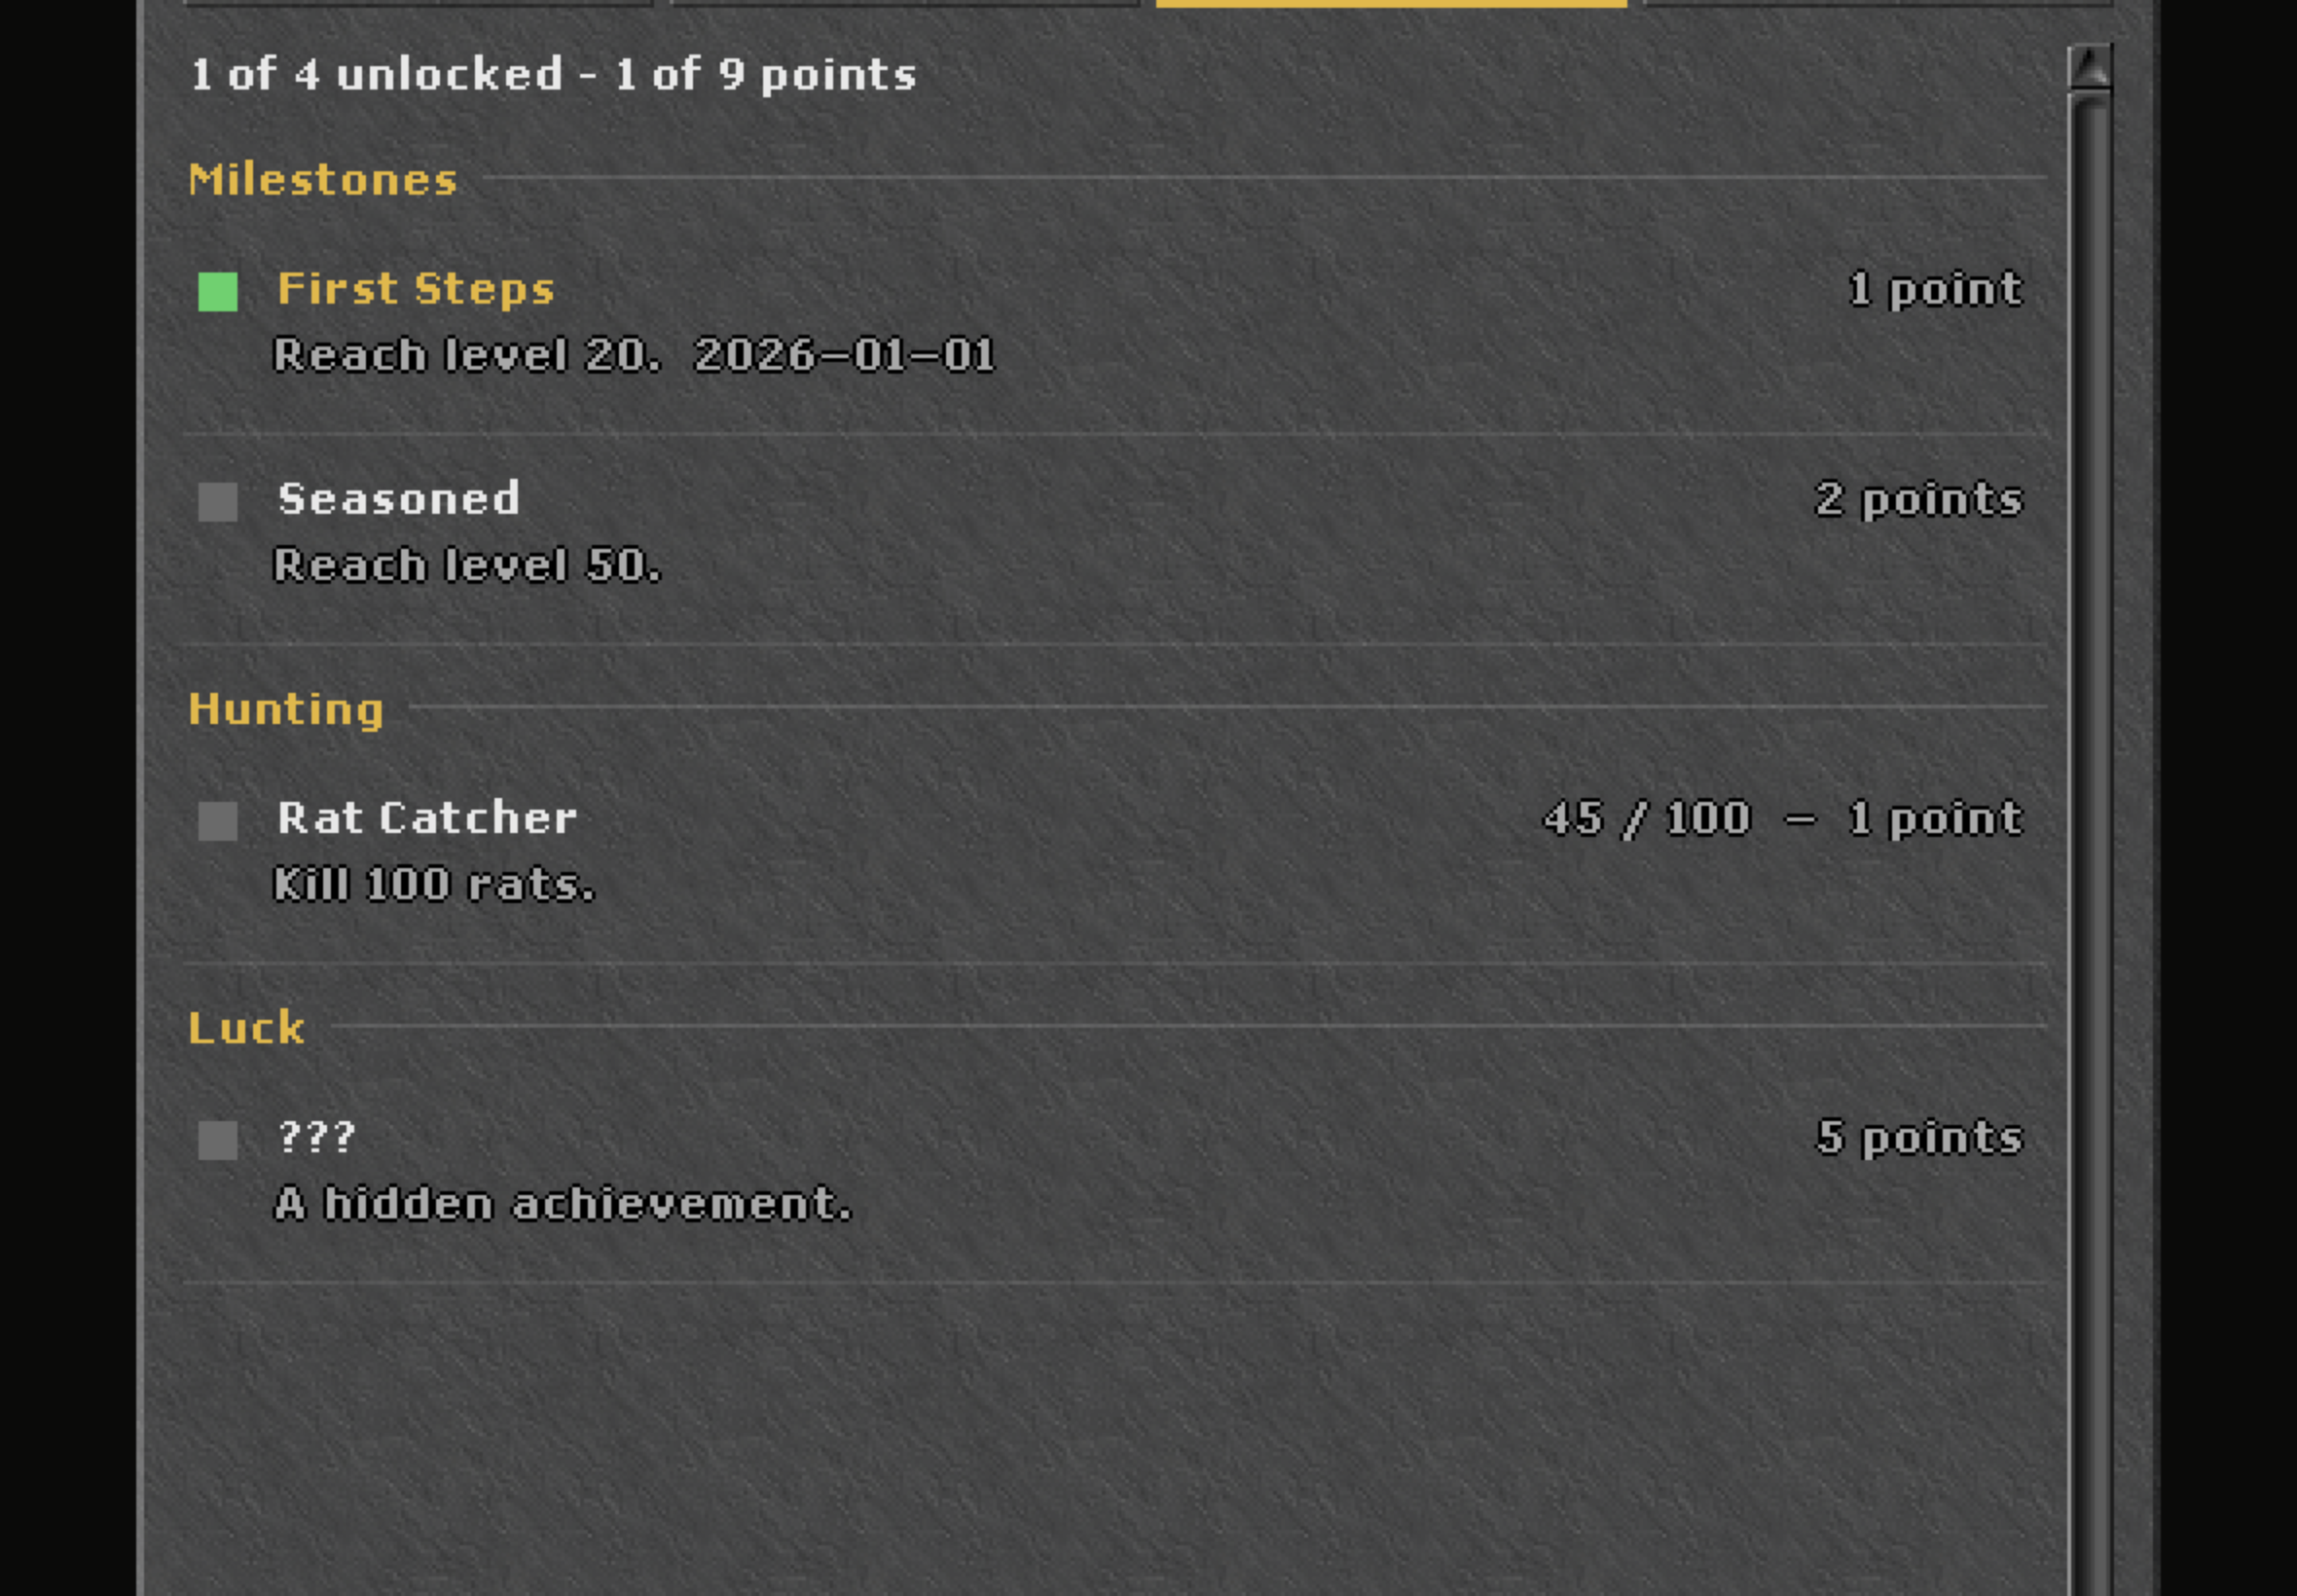 1 of 4 unlocked - 1 of 9 points
Milestones
First Steps 1 point
Reach level 20. 2026-01-01
Seasoned 2 points
Reach level 50.
Hunting
Rat Catcher 45 / 100 - 1 point
Kill 100 rats.
Luck
??? 5 points
A hidden achievement.